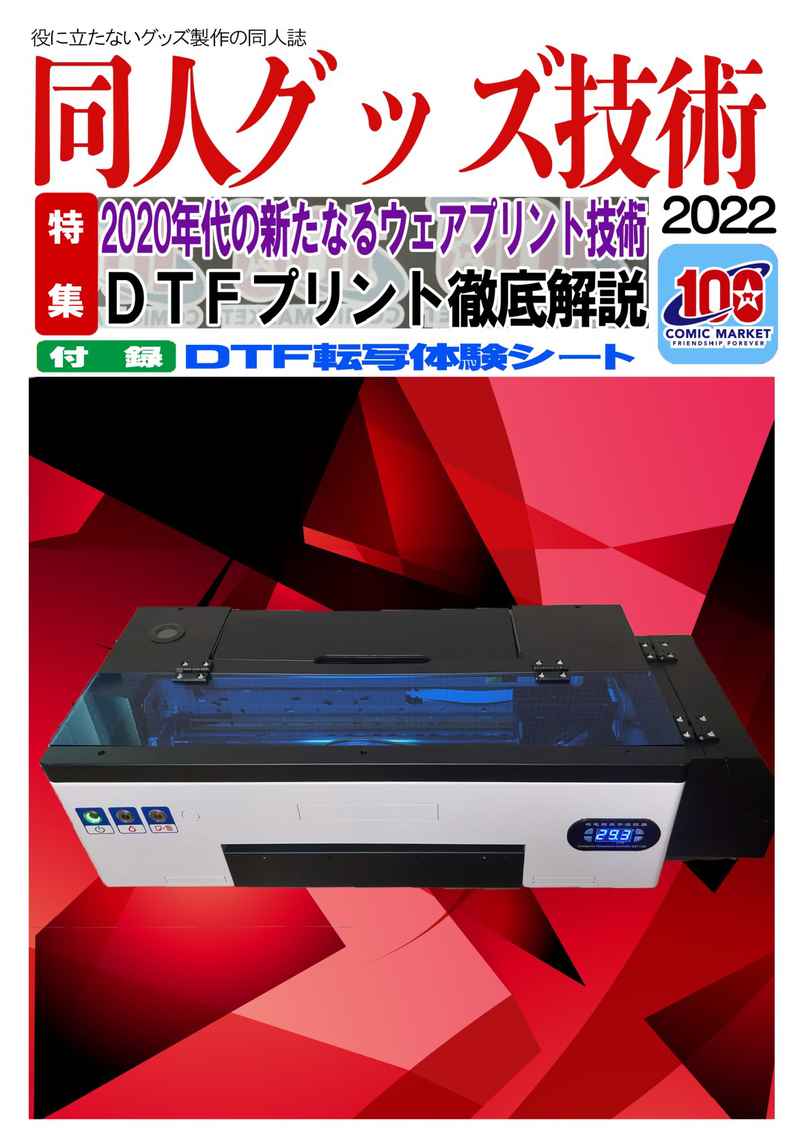 役に立たないグッズ製作の同人誌
同人グッズ技術
特集
2020年代の新たなるウェアプリント技術
DTFプリント徹底解説
2022
100
COMIC MARKET
FRIENDSHIP FOREVER
付録
DTF転写体験シート
29.3